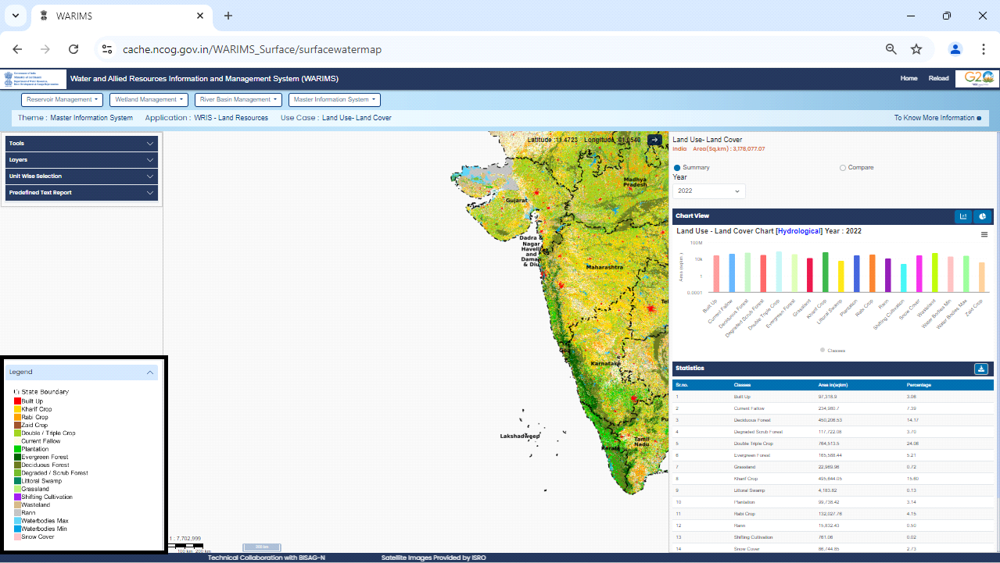 WARIMS
cache.ncog.gov.in/WARIMS_Surface/surfacewatermap
Water and Allied Resources Information and Management System (WARIMS)
Home Reload G20
Reservoir Management Wetland Management River Basin Management Master Information System
Theme : Master Information System Application : WRIS - Land Resources Use Case : Land Use- Land Cover To Know More Information
Tools
Layers
Unit Wise Selection
Predefined Text Report
Legend
State Boundary
Built Up
Kharif Crop
Rabi Crop
Zaid Crop
Double / Triple Crop
Current Fallow
Plantation
Evergreen Forest
Deciduous Forest
Degraded / Scrub Forest
Littoral Swamp
Grassland
Shifting Cultivation
Wasteland
Rann
Waterbodies Max
Waterbodies Min
Snow Cover
Latitude :11.4723 Longitude :61.6540
Madhya
Pradesh
Gujarat
Dadra &
Nagar
Haveli
and
Daman
& Diu
Maharashtra
Tel
Goa
Karnataka
Lakshadweep
Pu
Tamil
Nadu
Kerala
1 : 7,702,999
100 km 200 km
Land Use- Land Cover
India Area(Sq.km) : 3,178,077.07
Summary Compare
Year
2022
Chart View
Land Use - Land Cover Chart [Hydrological] Year : 2022
Area (sqkm.)
100M
10k
1
0.0001
Built Up
Current Fallow
Deciduous Forest
Degraded Scrub Forest
Double Triple Crop
Evergreen Forest
Grassland
Kharif Crop
Littoral Swamp
Plantation
Rabi Crop
Rann
Shifting Cultivation
Snow Cover
Wasteland
Water Bodies Min
Water Bodies Max
Zaid Crop
Classes
Statistics
Sr.no. Classes Area in(sqkm) Percentage
1 Built Up 97,318.9 3.06
2 Current Fallow 234,980.7 7.39
3 Deciduous Forest 450,206.53 14.17
4 Degraded Scrub Forest 117,722.08 3.70
5 Double Triple Crop 764,513.5 24.06
6 Evergreen Forest 165,588.44 5.21
7 Grassland 22,989.96 0.72
8 Kharif Crop 495,644.05 15.60
9 Littoral Swamp 4,183.82 0.13
10 Plantation 99,738.42 3.14
11 Rabi Crop 132,027.76 4.15
12 Rann 15,832.43 0.50
13 Shifting Cultivation 761.06 0.02
14 Snow Cover 86,744.85 2.73
Technical Collaboration with BISAG-N Satellite Images Provided by ISRO